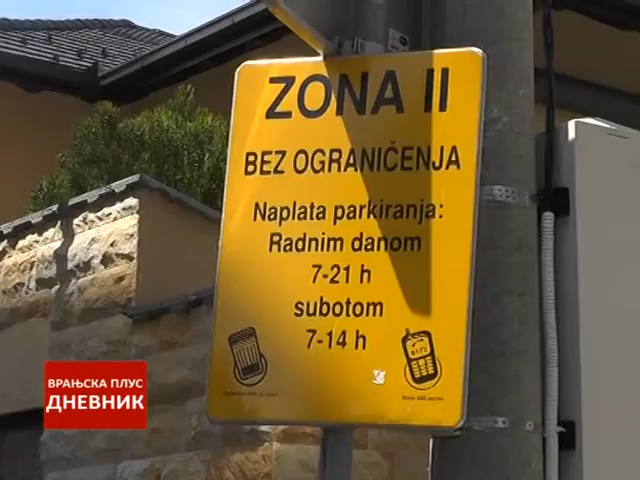 ZONA II
BEZ OGRANIČENJA
Naplata parkiranja:
Radnim danom
7-21 h
subotom
7-14 h
ВРАЊСКА ПЛУС
ДНЕВНИК